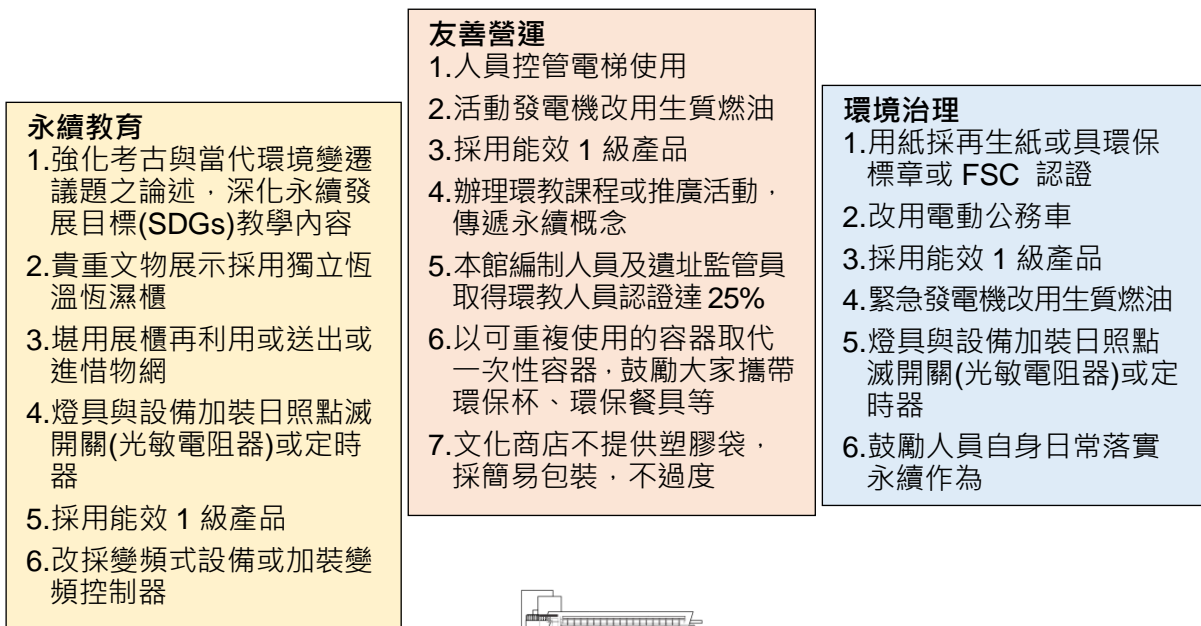 永續教育
1.強化考古與當代環境變遷
議題之論述，深化永續發
展目標(SDGs)教學內容
2.貴重文物展示採用獨立恆
溫恆濕櫃
3.堪用展櫃再利用或送出或
進惜物網
4.燈具與設備加裝日照點滅
開關(光敏電阻器)或定時
器
5.採用能效 1 級產品
6.改採變頻式設備或加裝變
頻控制器
友善營運
1.人員控管電梯使用
2.活動發電機改用生質燃油
3.採用能效 1 級產品
4.辦理環教課程或推廣活動，
傳遞永續概念
5.本館編制人員及遺址監管員
取得環教人員認證達 25%
6.以可重複使用的容器取代
一次性容器，鼓勵大家攜帶
環保杯、環保餐具等
7.文化商店不提供塑膠袋，
採簡易包裝，不過度
環境治理
1.用紙採再生紙或具環保
標章或 FSC 認證
2.改用電動公務車
3.採用能效 1 級產品
4.緊急發電機改用生質燃油
5.燈具與設備加裝日照點
滅開關(光敏電阻器)或定
時器
6.鼓勵人員自身日常落實
永續作為